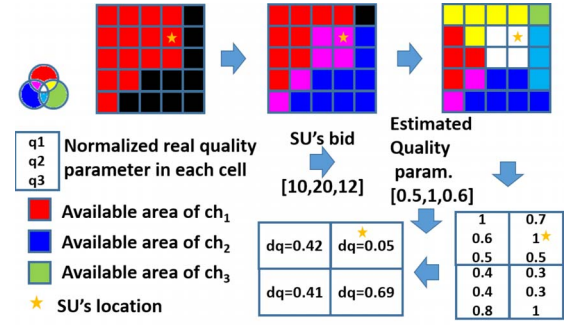 q1
q2
q3
Normalized real quality
parameter in each cell
SU's bid
[10,20,12]
Estimated
Quality
param.
[0.5,1,0.6]
Available area of ch1
Available area of ch2
Available area of ch3
SU's location
dq=0.42 dq=0.05
dq=0.41 dq=0.69
1 0.7
0.6 1
0.5 0.5
0.4 0.3
0.4 0.3
0.8 1